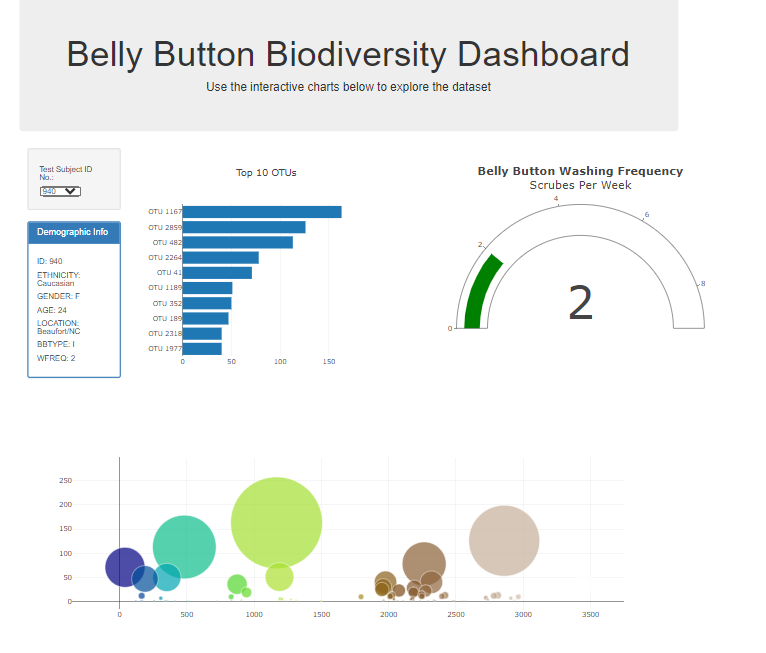 Belly Button Biodiversity Dashboard
Use the interactive charts below to explore the dataset
Test Subject ID
No.:
940
Demographic Info
ID: 940
ETHNICITY:
Caucasian
GENDER: F
AGE: 24
LOCATION:
Beaufort/NC
BBTYPE: I
WFREQ: 2
Top 10 OTUs
OTU 1167
OTU 2859
OTU 482
OTU 2264
OTU 41
OTU 1189
OTU 352
OTU 189
OTU 2318
OTU 1977
0 50 100 150
Belly Button Washing Frequency
Scrubes Per Week
0
2
4
6
8
2
250
200
150
100
50
0
0 500 1000 1500 2000 2500 3000 3500